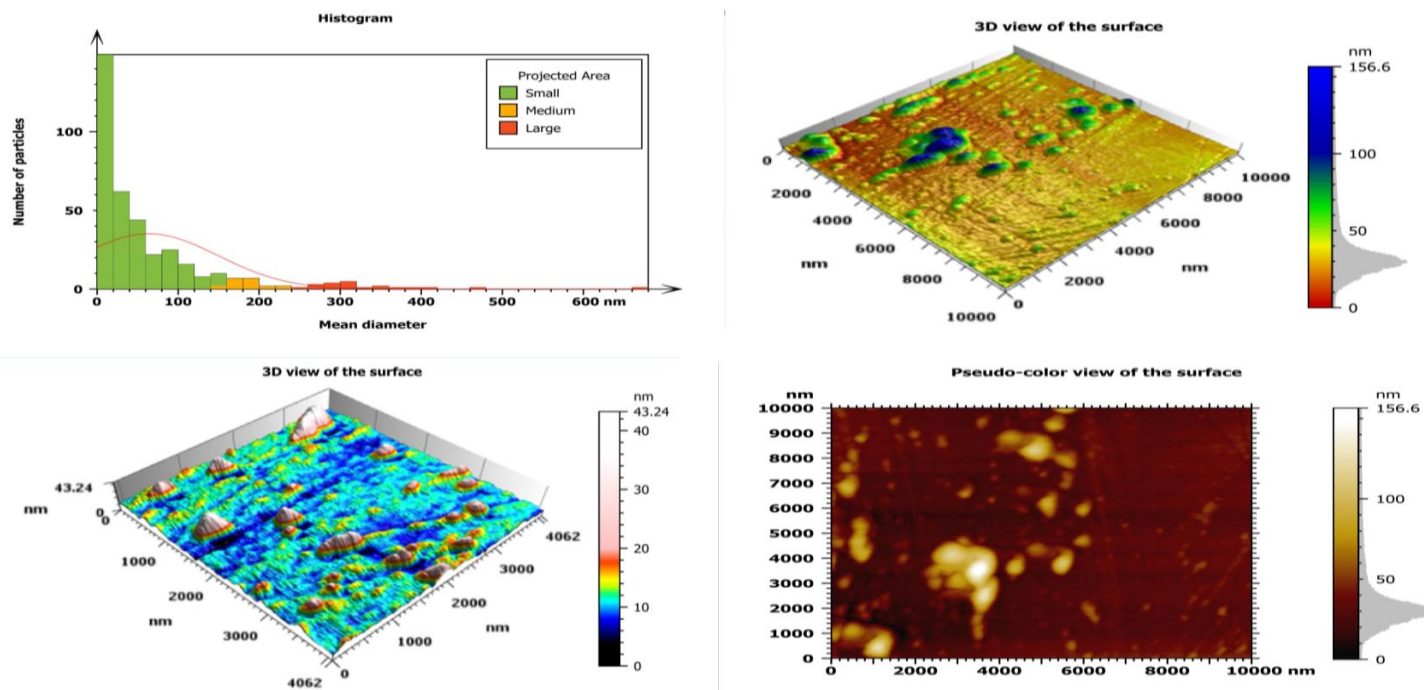 Histogram
Number of particles
100
50
0
Projected Area
Small
Medium
Large
0 100 200 300 400 500 600 nm
Mean diameter
3D view of the surface
nm
156.6
100
50
0
0
2000
4000
6000
8000
10000
nm
0
2000
4000
6000
8000
10000
nm
3D view of the surface
nm
43.24
40
30
20
10
0
43.24
nm
0
0
1000
2000
3000
4062
nm
0
1000
2000
3000
4062
nm
Pseudo-color view of the surface
nm
10000
9000
8000
7000
6000
5000
4000
3000
2000
1000
0
0 2000 4000 6000 8000 10000 nm
nm
156.6
100
50
0